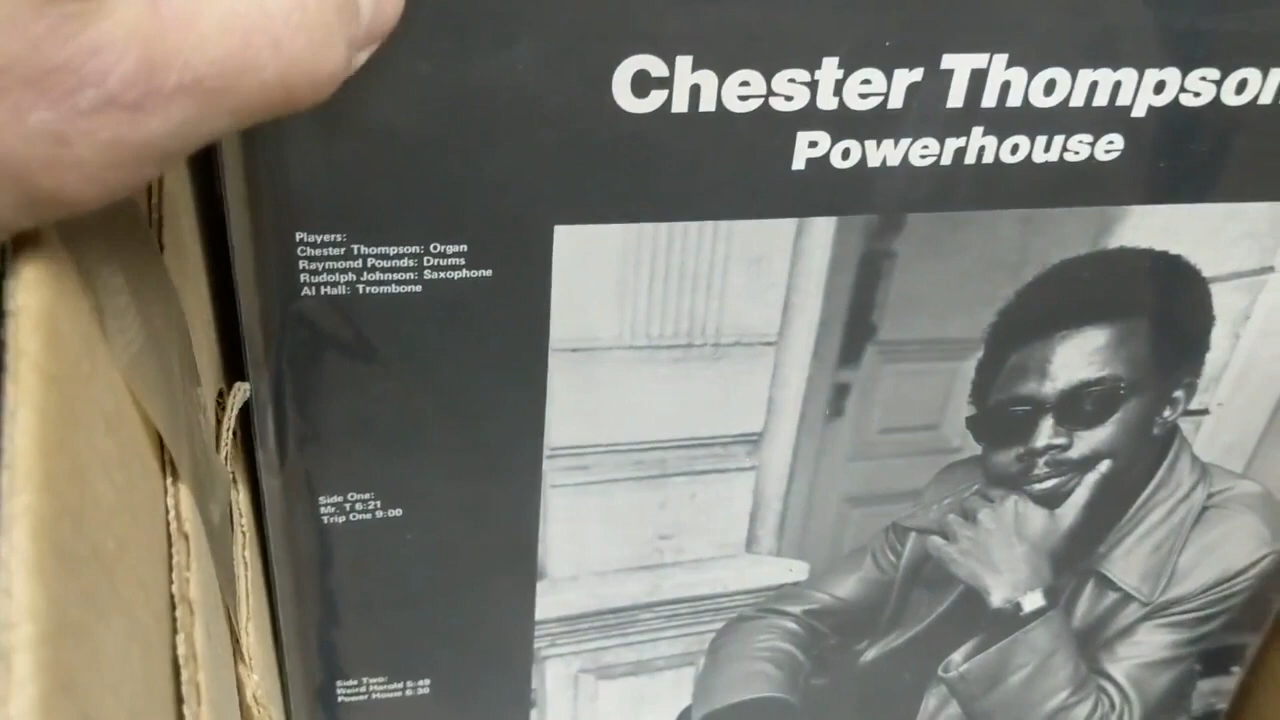 Chester Thompson
Powerhouse
Players:
Chester Thompson: Organ
Raymond Pounds: Drums
Rudolph Johnson: Saxophone
Al Hall: Trombone
Side One:
Mr. T 6:21
Trip One 9:00
Side Two:
Weird Harold 5:49
Power House 6:30